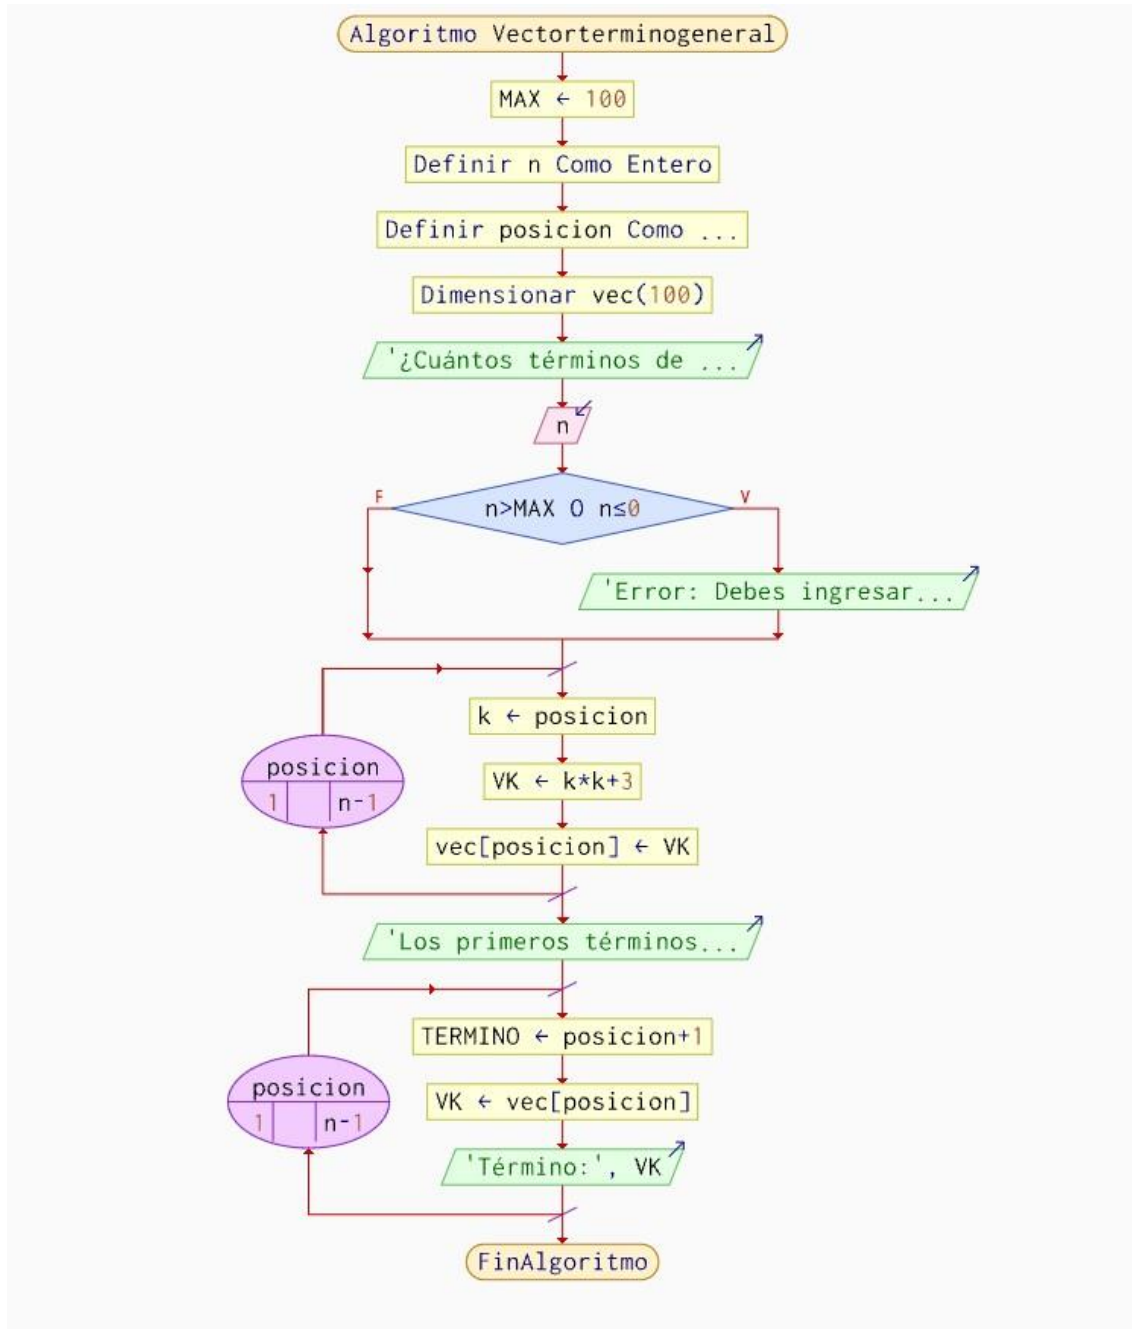 Algoritmo Vectorterminogeneral
MAX ← 100
Definir n Como Entero
Definir posicion Como ...
Dimensionar vec(100)
'¿Cuántos términos de ...
n
F
n>MAX O n≤0
V
'Error: Debes ingresar...
k ← posicion
posicion
1 n-1
VK ← k*k+3
vec[posicion] ← VK
'Los primeros términos...
TERMINO ← posicion+1
posicion
1 n-1
VK ← vec[posicion]
'Término:', VK
FinAlgoritmo